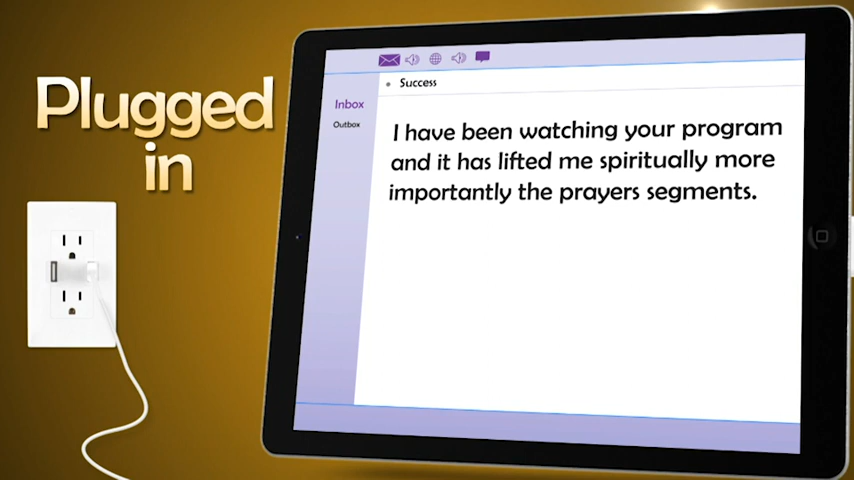 Plugged
in
Success
Inbox
Outbox
I have been watching your program
and it has lifted me spiritually more
importantly the prayers segments.